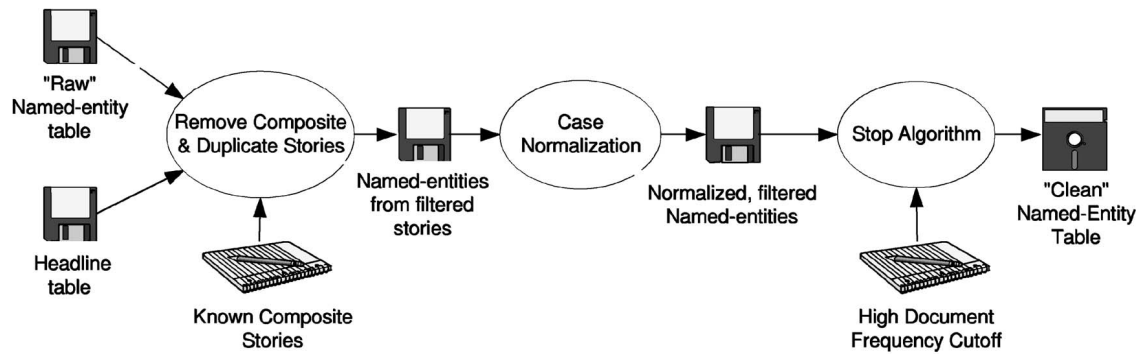 "Raw"
Named-entity
table
Headline
table
Remove Composite
& Duplicate Stories
Known Composite
Stories
Named-entities
from filtered
stories
Case
Normalization
Normalized, filtered
Named-entities
Stop Algorithm
High Document
Frequency Cutoff
"Clean"
Named-Entity
Table